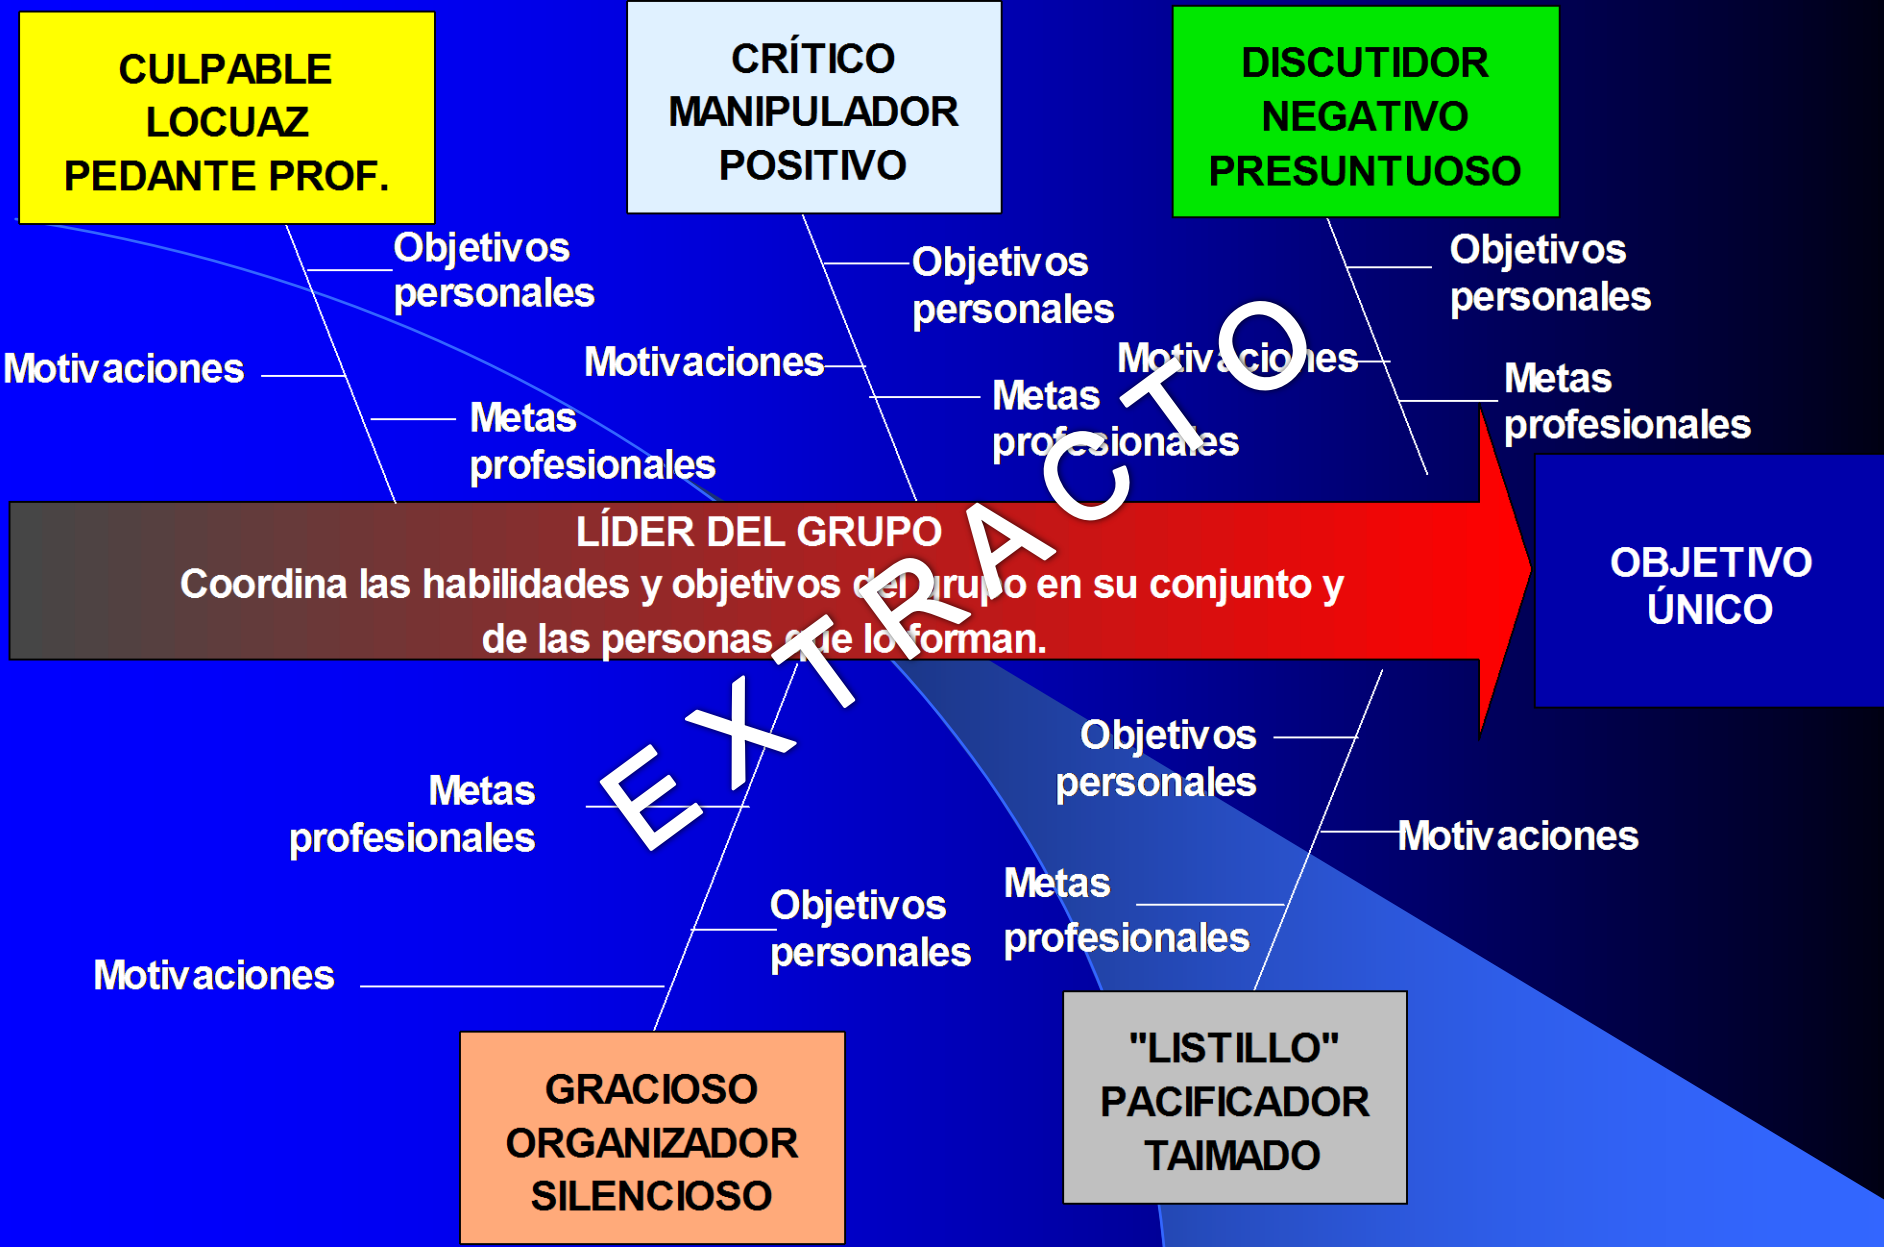 CULPABLE
LOCUAZ
PEDANTE PROF.
CRÍTICO
MANIPULADOR
POSITIVO
DISCUTIDOR
NEGATIVO
PRESUNTUOSO
Objetivos
personales
Motivaciones
Metas
profesionales
Objetivos
personales
Motivaciones
Metas
profesionales
Objetivos
personales
Motivaciones
Metas
profesionales
LÍDER DEL GRUPO
Coordina las habilidades y objetivos del grupo en su conjunto y
de las personas que lo forman.
OBJETIVO
ÚNICO
EXTRACTO
Metas
profesionales
Objetivos
personales
Motivaciones
Objetivos
personales
Motivaciones
Metas
profesionales
GRACIOSO
ORGANIZADOR
SILENCIOSO
"LISTILLO"
PACIFICADOR
TAIMADO